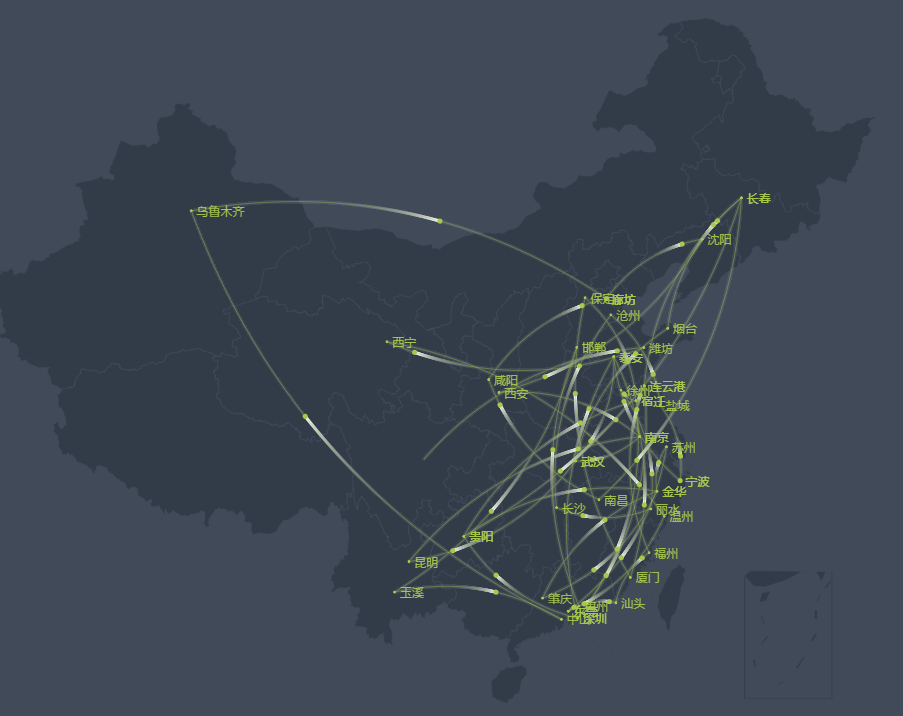 长春
乌鲁木齐
沈阳
保定
廊坊
沧州
烟台
西宁
邯郸
潍坊
泰安
咸阳
西安
徐州
连云港
宿迁
盐城
南京
苏州
武汉
宁波
金华
南昌
长沙
丽水
温州
贵阳
福州
昆明
厦门
玉溪
肇庆
惠州
汕头
中山
深圳